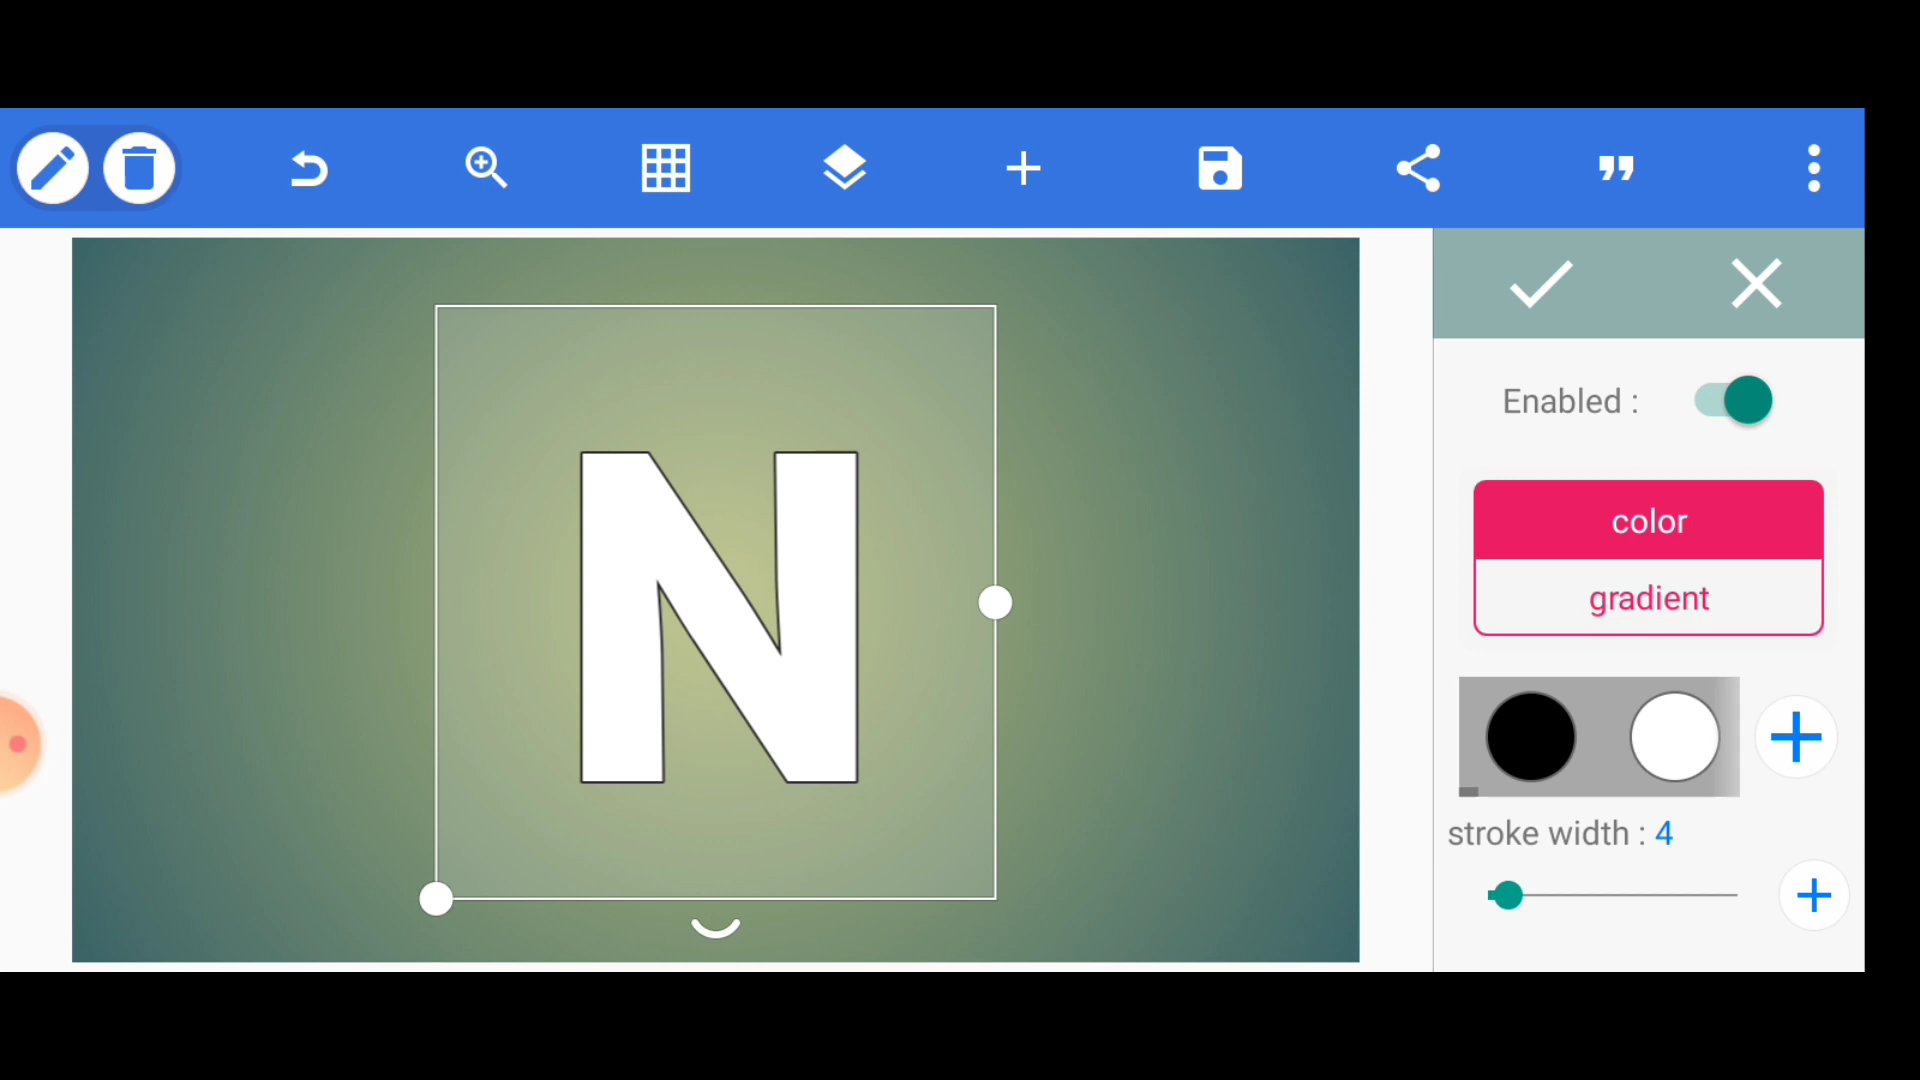 Enabled :
color
gradient
N
stroke width : 4